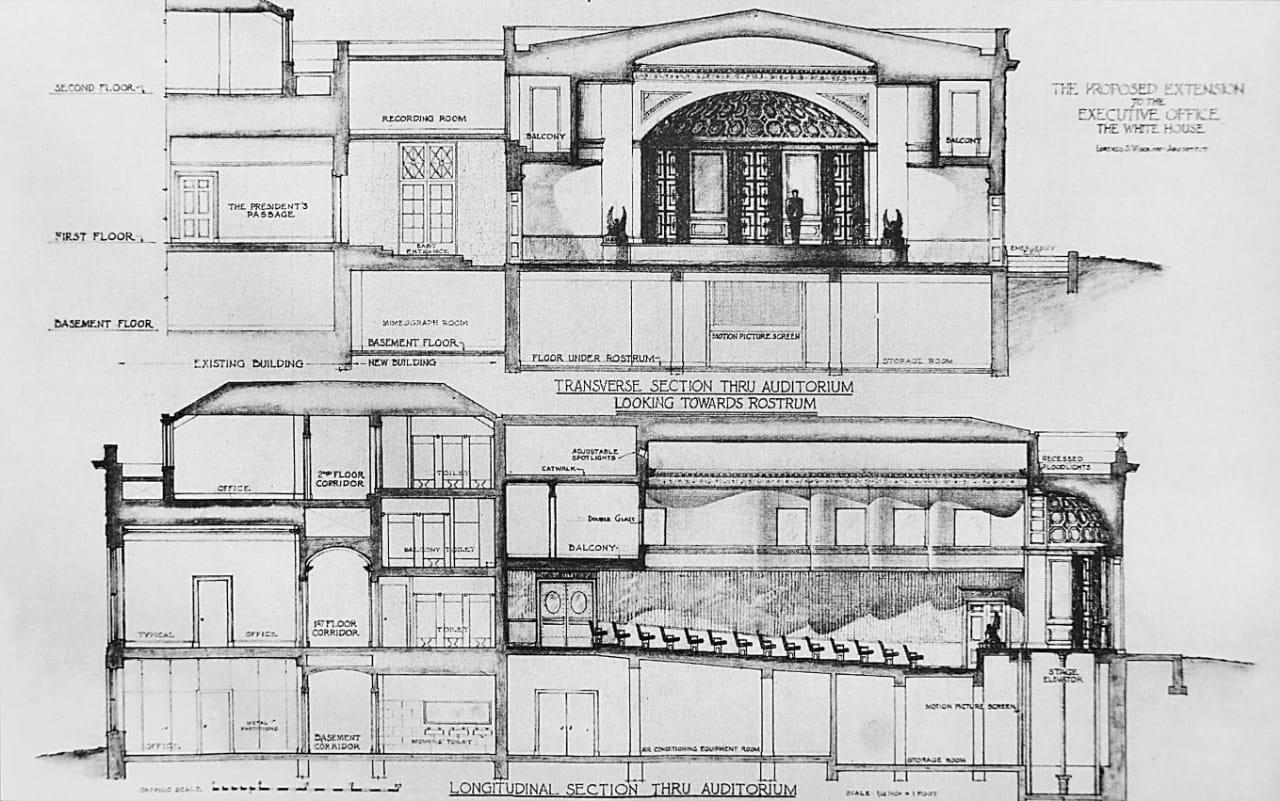 THE PROPOSED EXTENSION
TO THE
EXECUTIVE OFFICE
THE WHITE HOUSE
LORENZO S. WINSLOW - ARCHITECT
SECOND FLOOR
RECORDING ROOM
BALCONY
BALCONY
THE PRESIDENT'S
PASSAGE
FIRST FLOOR
EAST
ENTRANCE
EMERGENCY
EXIT
BASEMENT FLOOR
MIMEOGRAPH ROOM
BASEMENT FLOOR
MOTION PICTURE SCREEN
FLOOR UNDER ROSTRUM
STORAGE ROOM
EXISTING BUILDING
NEW BUILDING
TRANSVERSE SECTION THRU AUDITORIUM
LOOKING TOWARDS ROSTRUM
ADJUSTABLE
SPOTLIGHTS
CATWALK
RECESSED
FLOODLIGHTS
OFFICE
2ND FLOOR
CORRIDOR
TOILET
DOUBLE GLASS
BALCONY TOILET
BALCONY
TYPICAL OFFICE
1ST FLOOR
CORRIDOR
TOILET
STAGE
ELEVATOR
MOTION PICTURE SCREEN
METAL
PARTITIONS
OFFICE
BASEMENT
CORRIDOR
WOMENS TOILET
AIR CONDITIONING EQUIPMENT ROOM
STORAGE ROOM
GRAPHIC SCALE
LONGITUDINAL SECTION THRU AUDITORIUM
SCALE - 1/4 INCH = 1 FOOT